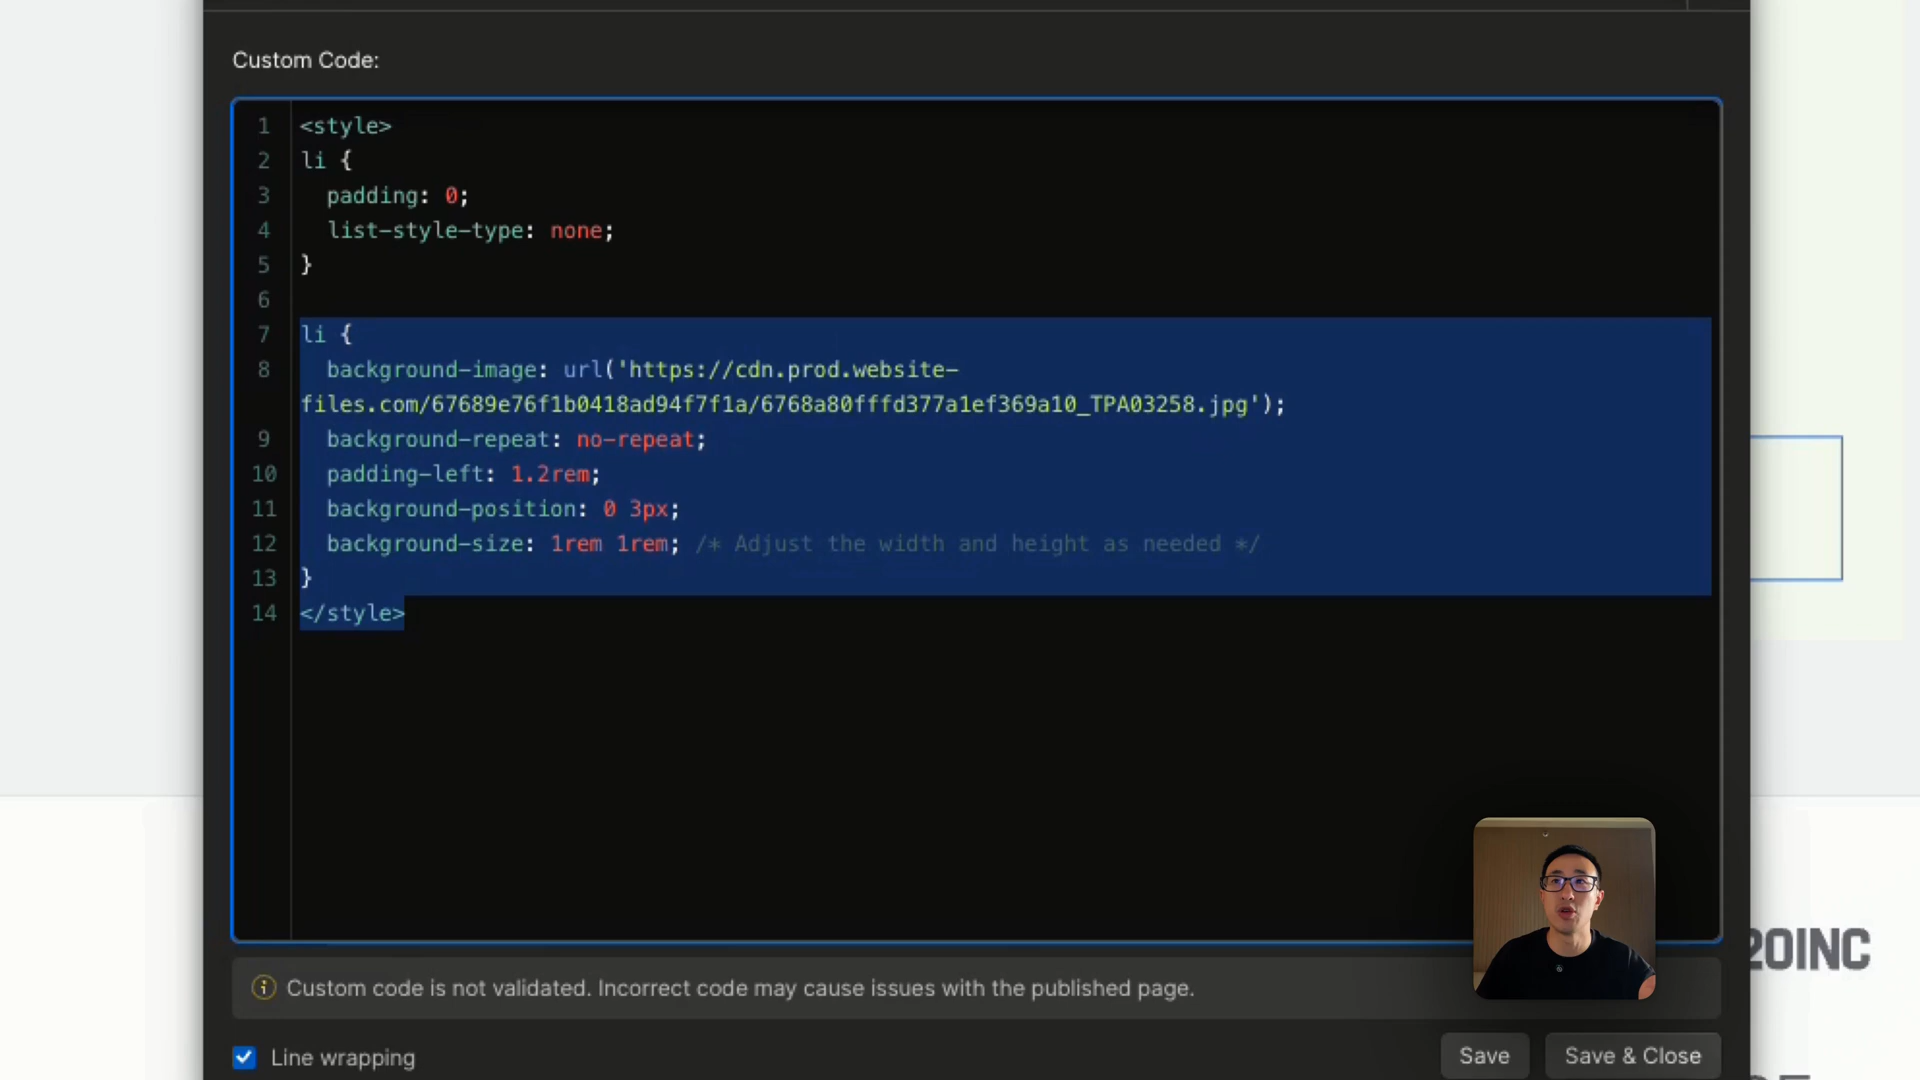 Custom Code:
1 <style>
2 li {
3 padding: 0;
4 list-style-type: none;
5 }
6
7 li {
8 background-image: url('https://cdn.prod.website-
files.com/67689e76f1b0418ad94f7f1a/6768a80fffd377a1ef369a10_TPA03258.jpg');
9 background-repeat: no-repeat;
10 padding-left: 1.2rem;
11 background-position: 0 3px;
12 background-size: 1rem 1rem; /* Adjust the width and height as needed */
13 }
14 </style>
20INC
Custom code is not validated. Incorrect code may cause issues with the published page.
Line wrapping
Save
Save & Close